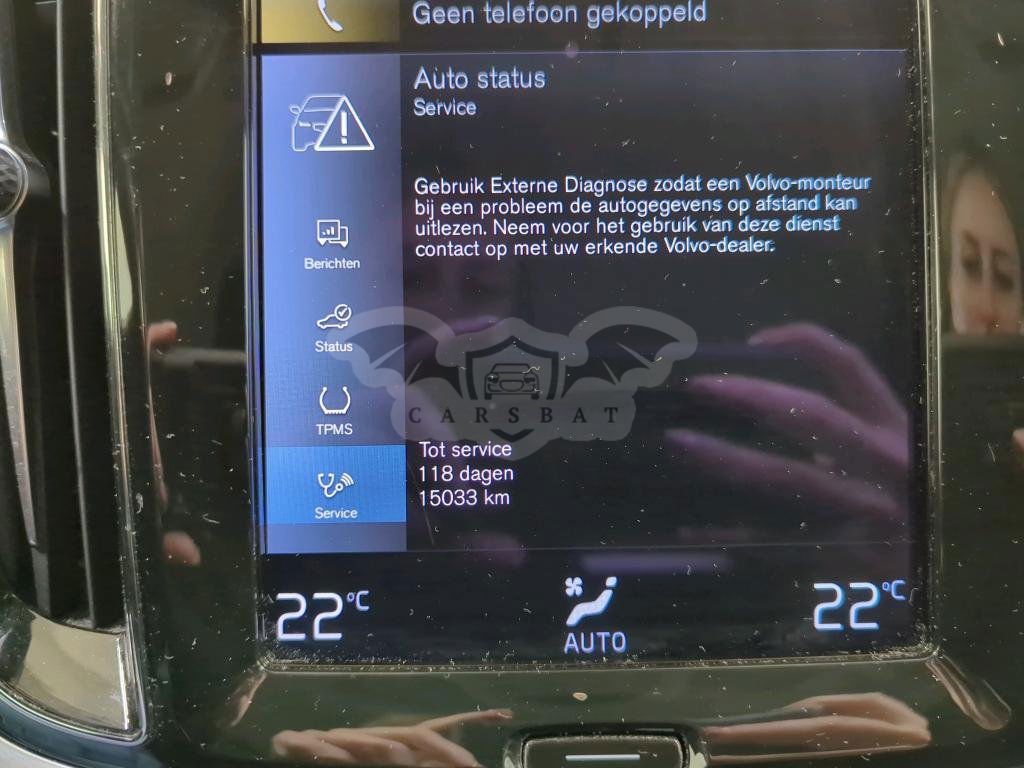 Geen telefoon gekoppeld
Auto status
Service
Gebruik Externe Diagnose zodat een Volvo-monteur
bij een probleem de autogegevens op afstand kan
uitlezen. Neem voor het gebruik van deze dienst
contact op met uw erkende Volvo-dealer.
Berichten
Status
TPMS
Service
CARSBAT
Tot service
118 dagen
15033 km
22°C
AUTO
22°C